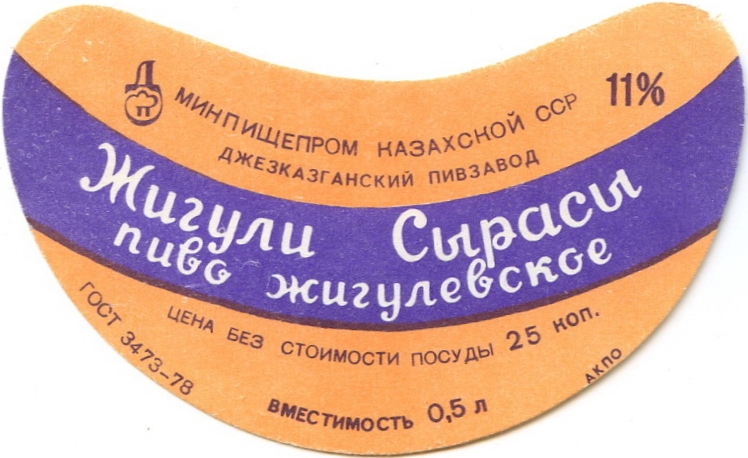 МИНПИЩЕПРОМ КАЗАХСКОЙ ССР 11%
ДЖЕЗКАЗГАНСКИЙ ПИВЗАВОД
Жигули Сырасы
пиво жигулевское
ЦЕНА БЕЗ СТОИМОСТИ ПОСУДЫ 25 КОП.
ГОСТ 3473-78
ВМЕСТИМОСТЬ 0,5 л
АКПО